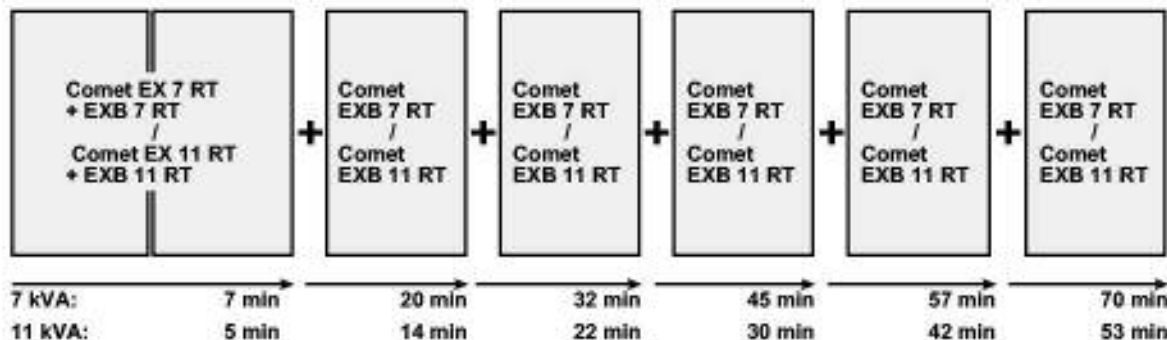 Comet EX 7 RT
+ EXB 7 RT
/
Comet EX 11 RT
+ EXB 11 RT
+
Comet
EXB 7 RT
/
Comet
EXB 11 RT
+
Comet
EXB 7 RT
/
Comet
EXB 11 RT
+
Comet
EXB 7 RT
/
Comet
EXB 11 RT
+
Comet
EXB 7 RT
/
Comet
EXB 11 RT
+
Comet
EXB 7 RT
/
Comet
EXB 11 RT
7 kVA: 7 min 20 min 32 min 45 min 57 min 70 min
11 kVA: 5 min 14 min 22 min 30 min 42 min 53 min